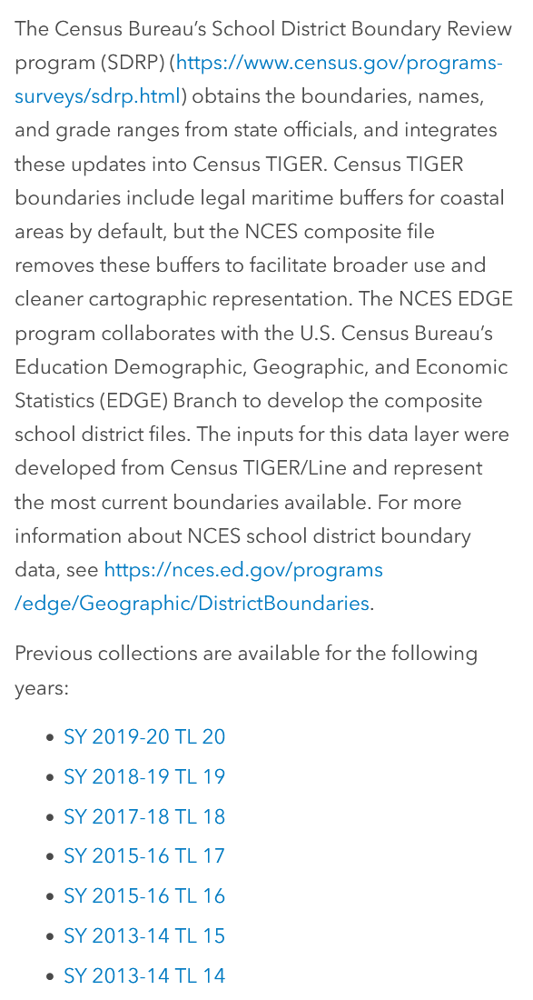 The Census Bureau’s School District Boundary Review
program (SDRP) (https://www.census.gov/programs-
surveys/sdrp.html) obtains the boundaries, names,
and grade ranges from state officials, and integrates
these updates into Census TIGER. Census TIGER
boundaries include legal maritime buffers for coastal
areas by default, but the NCES composite file
removes these buffers to facilitate broader use and
cleaner cartographic representation. The NCES EDGE
program collaborates with the U.S. Census Bureau’s
Education Demographic, Geographic, and Economic
Statistics (EDGE) Branch to develop the composite
school district files. The inputs for this data layer were
developed from Census TIGER/Line and represent
the most current boundaries available. For more
information about NCES school district boundary
data, see https://nces.ed.gov/programs
/edge/Geographic/DistrictBoundaries.
Previous collections are available for the following
years:
• SY 2019-20 TL 20
• SY 2018-19 TL 19
• SY 2017-18 TL 18
• SY 2015-16 TL 17
• SY 2015-16 TL 16
• SY 2013-14 TL 15
• SY 2013-14 TL 14